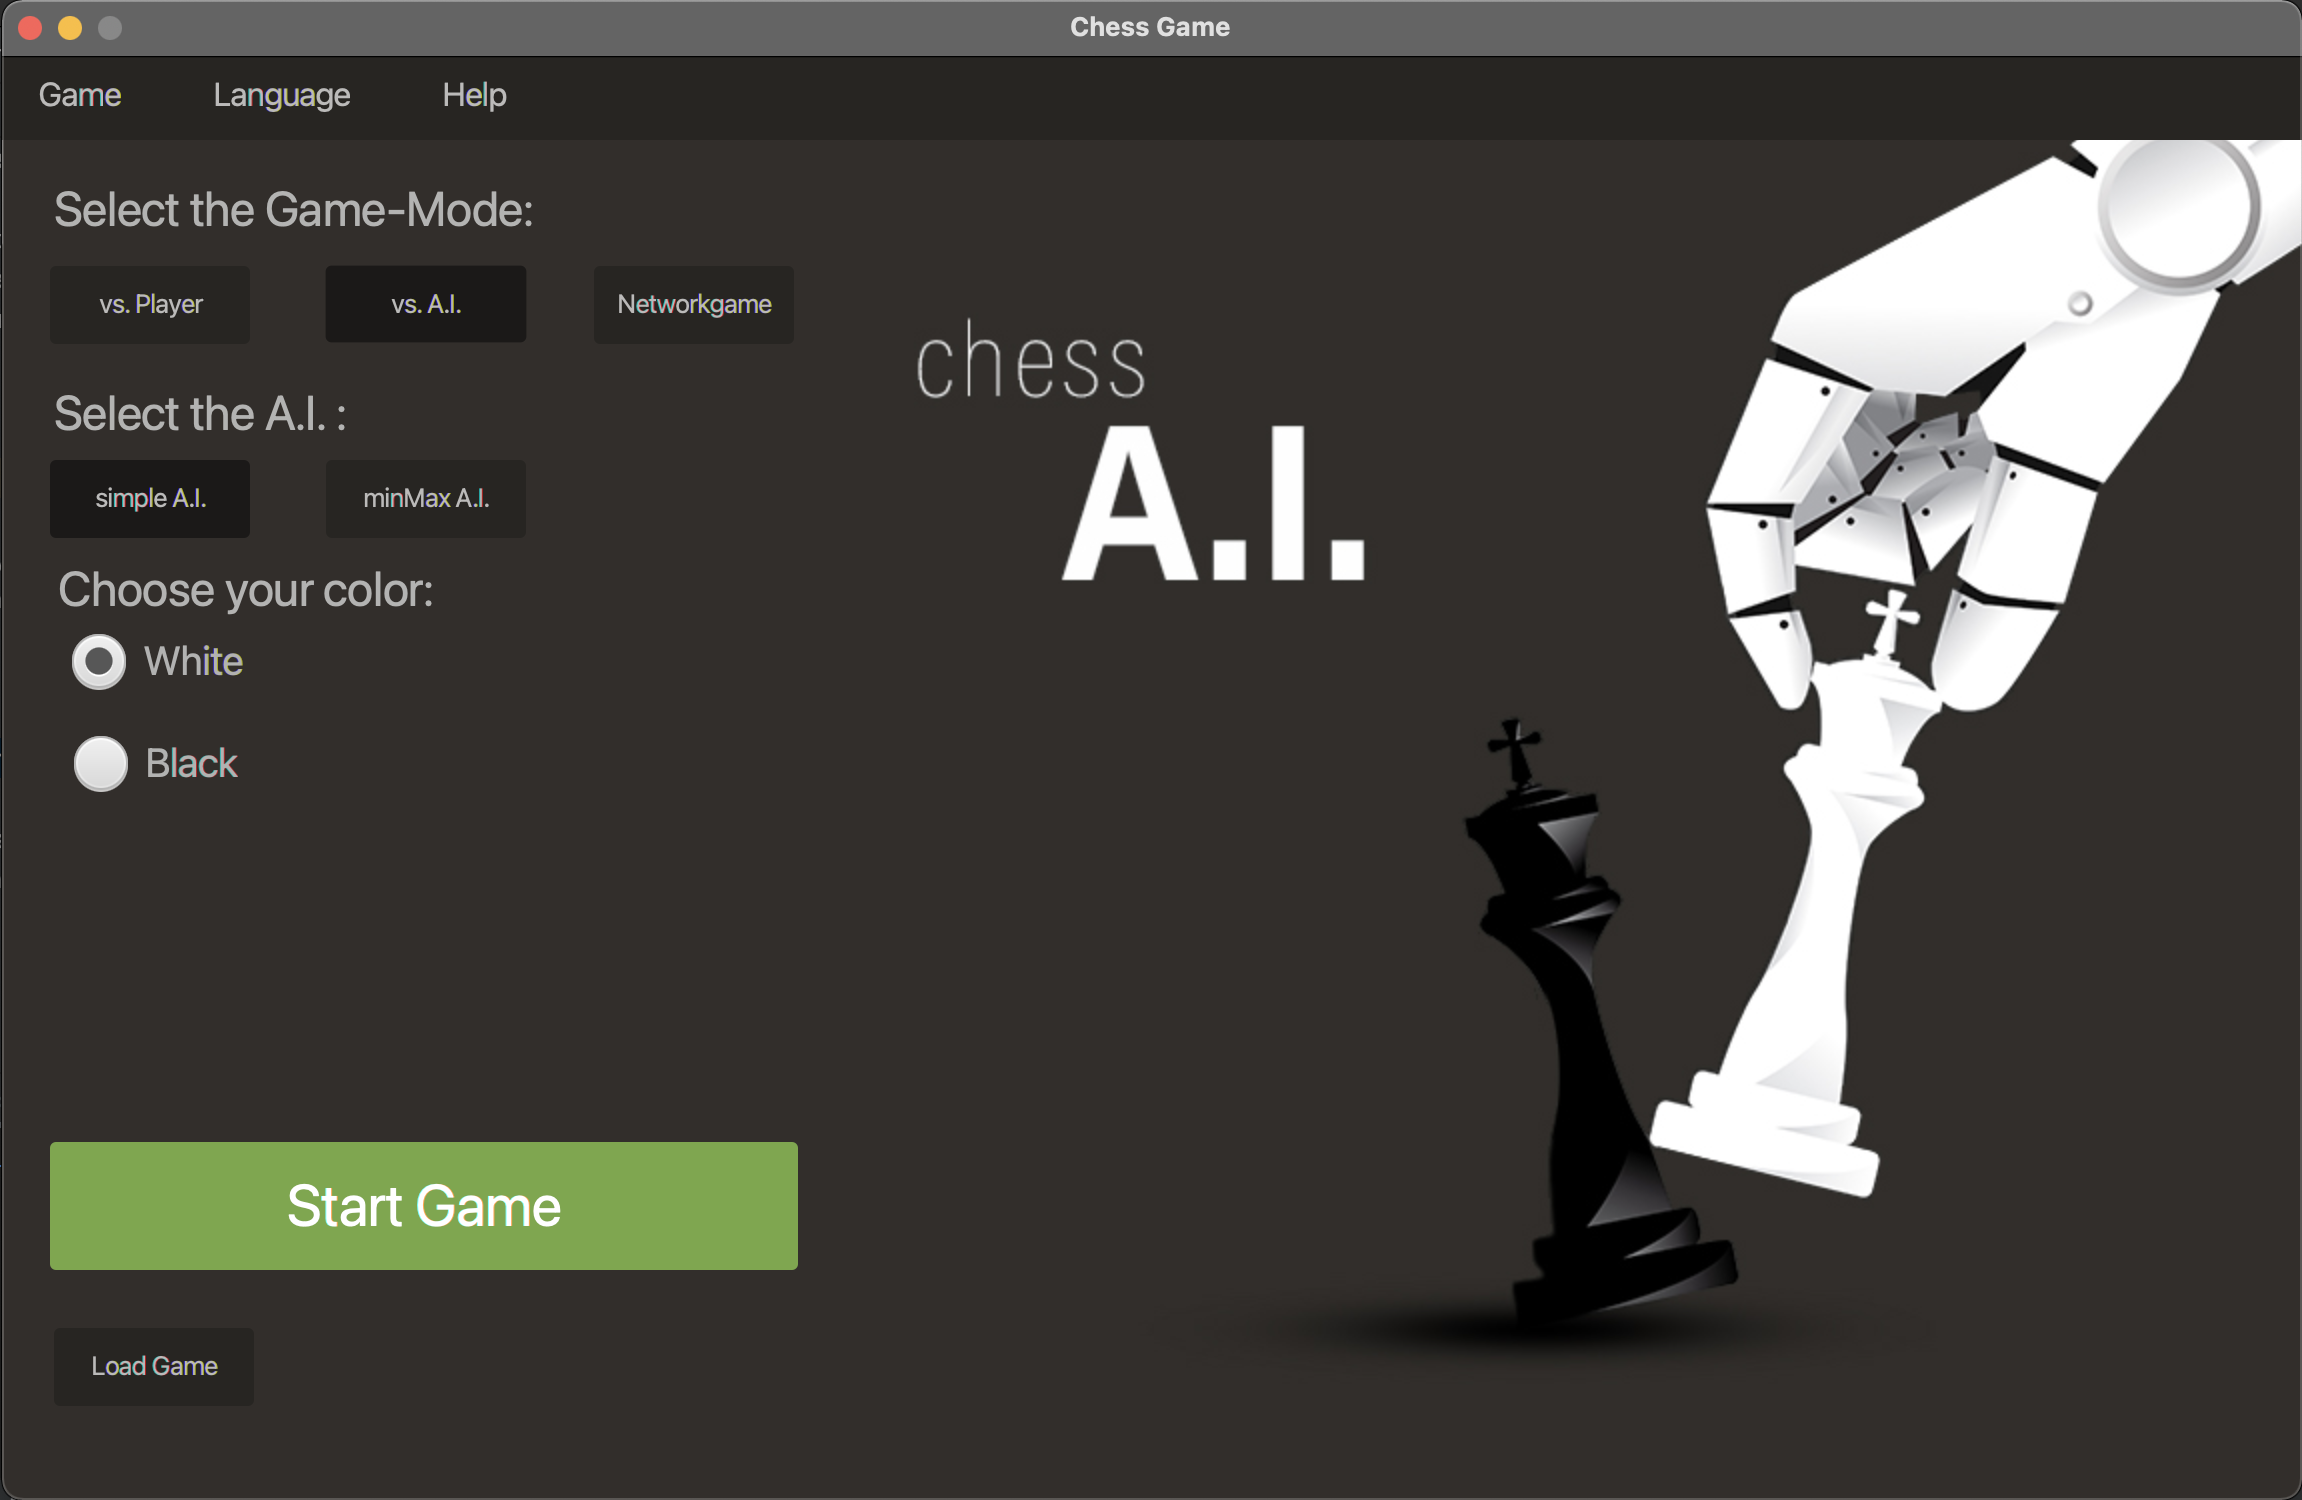 Chess Game
Game Language Help
Select the Game-Mode:
vs. Player vs. A.I. Networkgame
chess
A.I.
Select the A.I. :
simple A.I. minMax A.I.
Choose your color:
White
Black
Start Game
Load Game